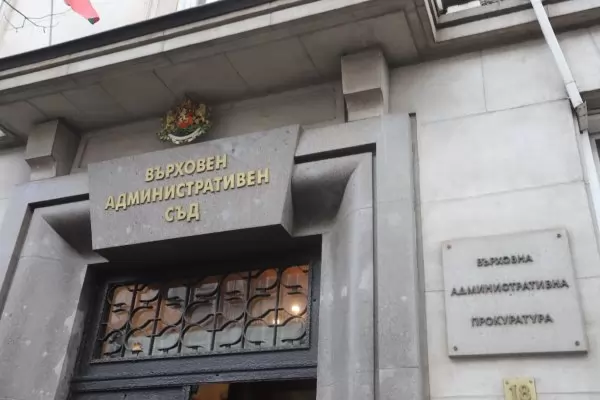 ВЪРХОВЕН
АДМИНИСТРАТИВЕН
СЪД
ВЪРХОВНА
АДМИНИСТРАТИВНА
ПРОКУРАТУРА
18